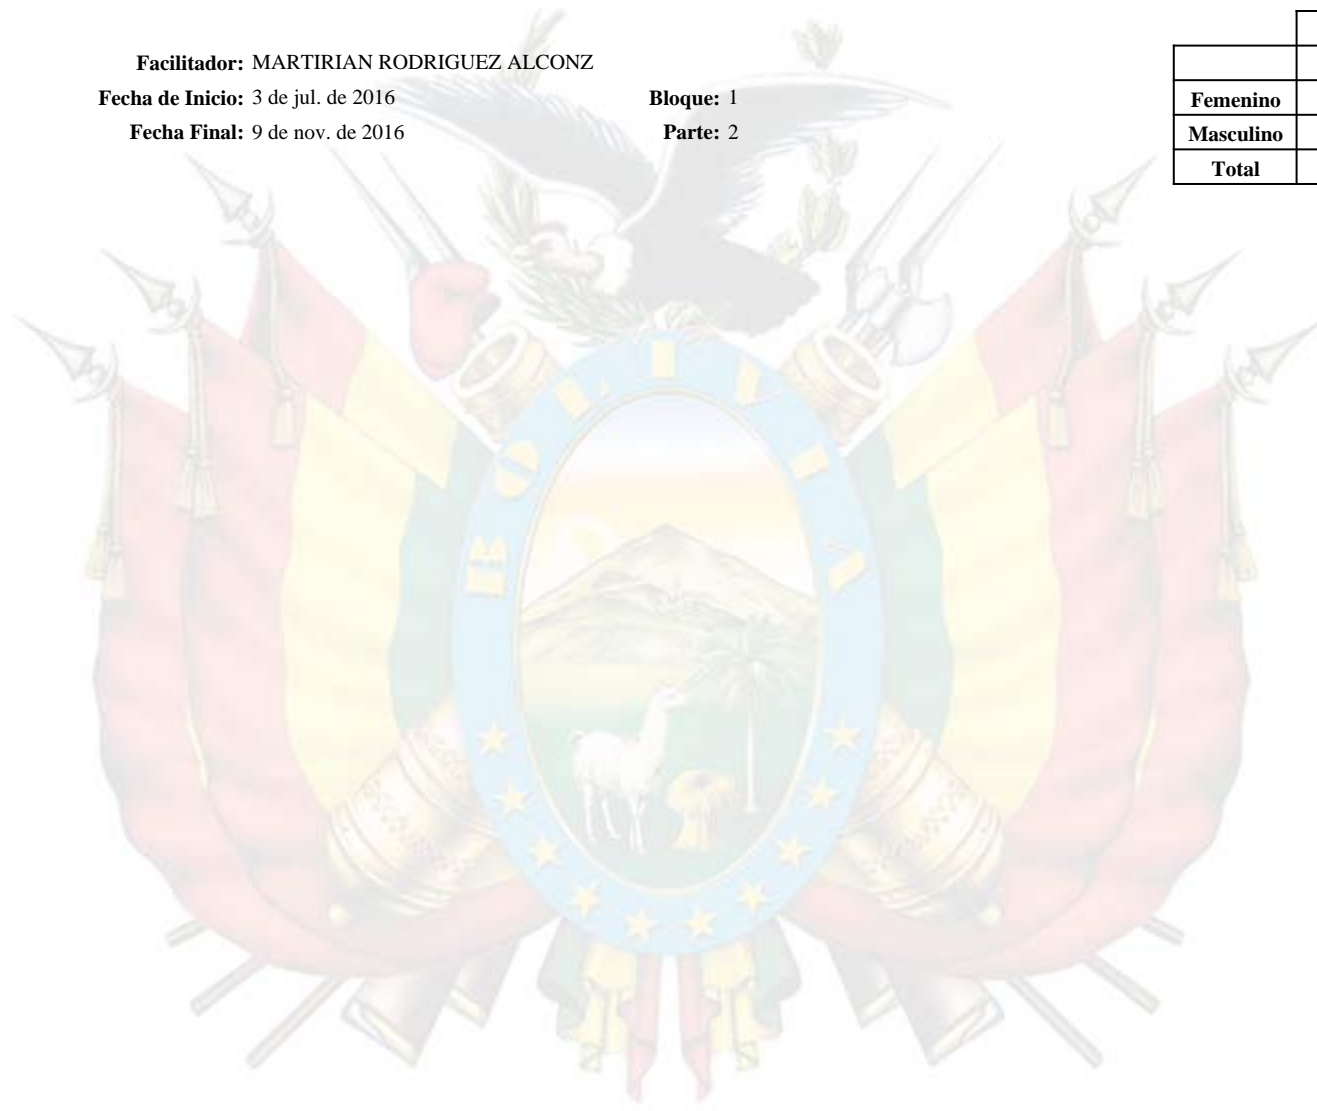 Facilitador: MARTIRIAN RODRIGUEZ ALCONZ
Fecha de Inicio: 3 de jul. de 2016 Bloque: 1
Fecha Final: 9 de nov. de 2016 Parte: 2
Femenino
Masculino
Total
BOLIVIA